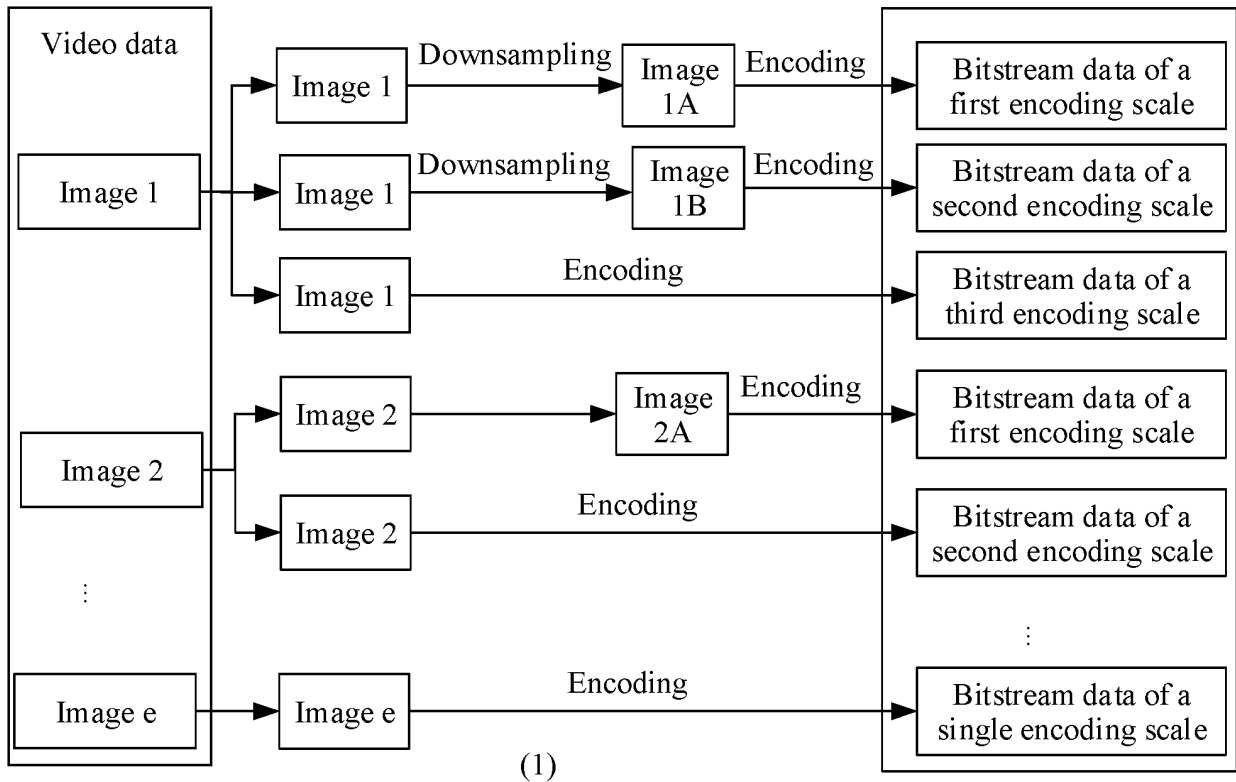 Video data
Image 1
Image 1
Downsampling
Image
1A
Encoding
Bitstream data of a
first encoding scale
Image 1
Downsampling
Image
1B
Encoding
Bitstream data of a
second encoding scale
Image 1
Encoding
Bitstream data of a
third encoding scale
Image 2
Image 2
Image
2A
Encoding
Bitstream data of a
first encoding scale
Image 2
Encoding
Bitstream data of a
second encoding scale
⋮
⋮
Image e
Image e
Encoding
Bitstream data of a
single encoding scale
(1)